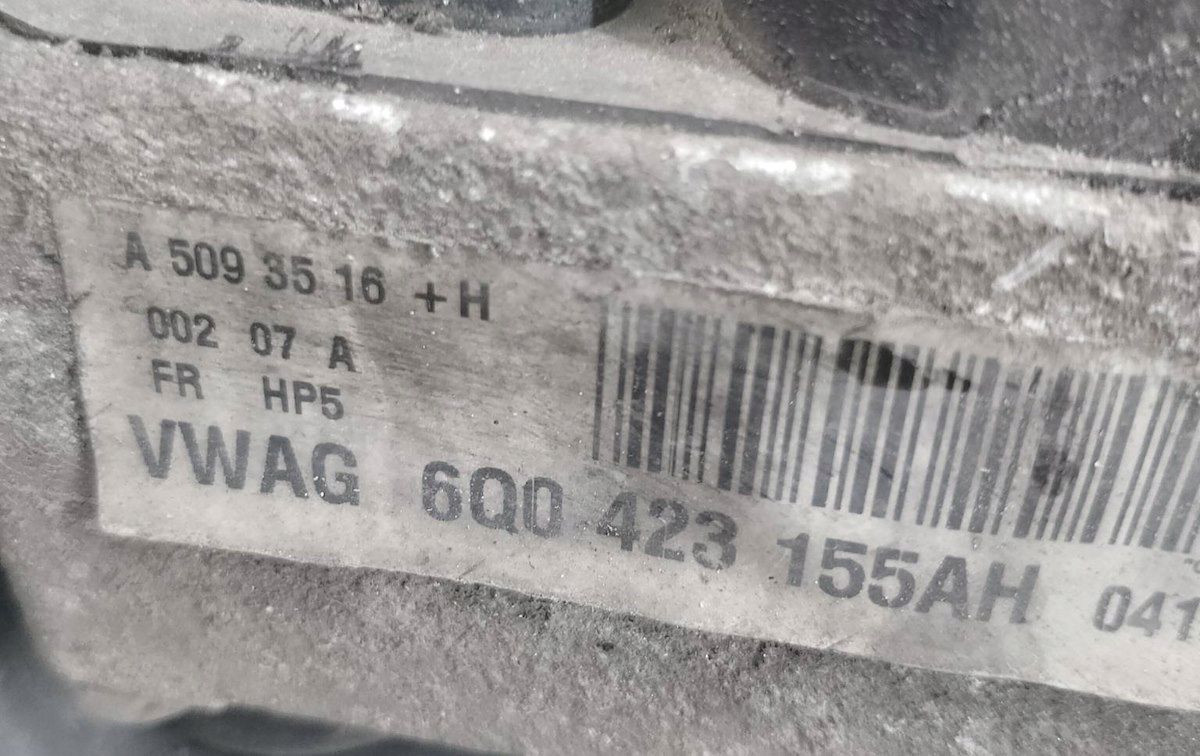 A 509 35 16 +H
002 07 A
FR HP5
VWAG 6Q0 423 155AH 041